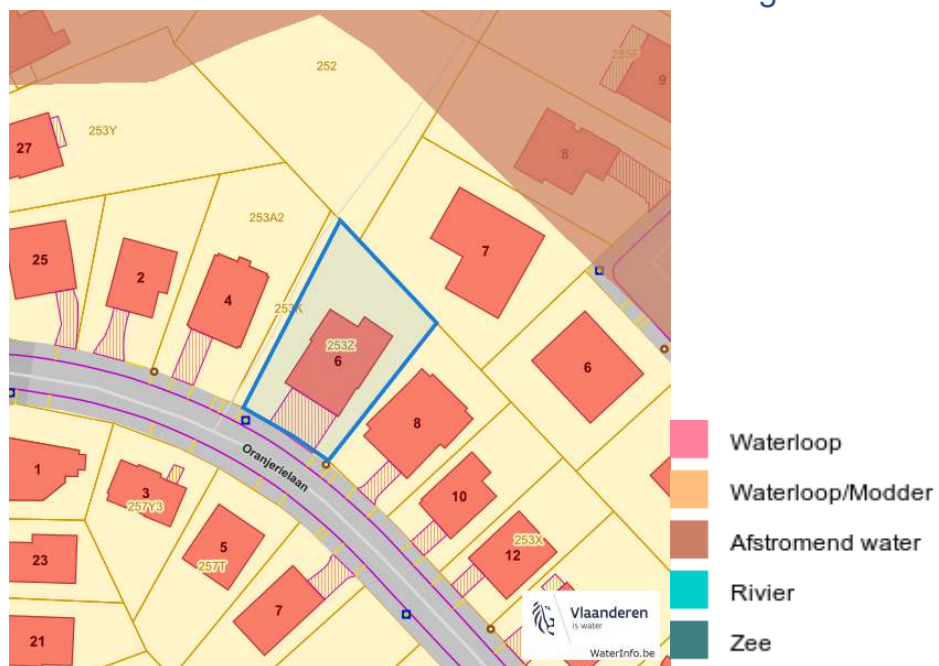 g
252
265F
9
253Y
27
8
253A2
25
2
7
4
253K
253Z
6
6
8
Oranjerielaan
1
3
257Y3
10
5
257T
253X
12
23
7
21
Vlaanderen
is water
WaterInfo.be
Waterloop
Waterloop/Modder
Afstromend water
Rivier
Zee